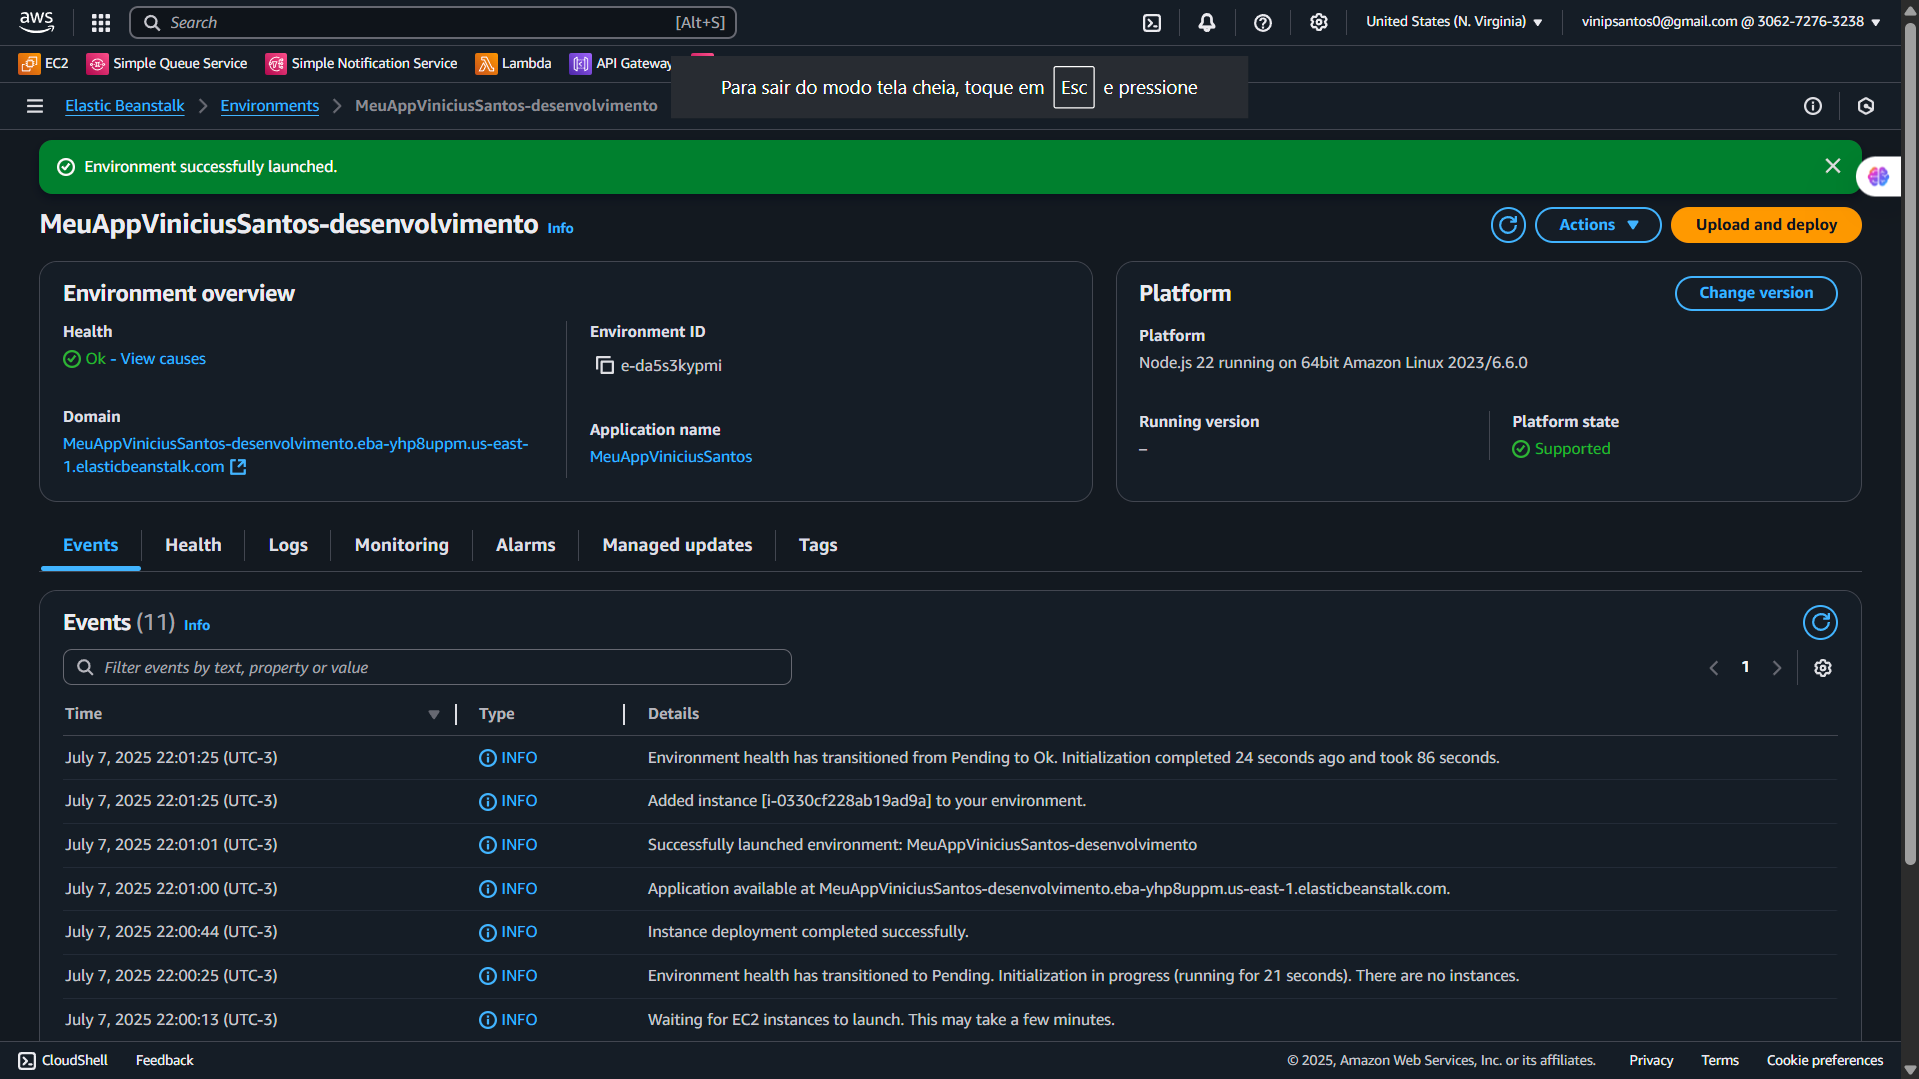 aws
Search [Alt+S]
United States (N. Virginia)
vinipsantos0@gmail.com @ 3062-7276-3238
EC2 Simple Queue Service Simple Notification Service Lambda API Gateway
Para sair do modo tela cheia, toque em Esc e pressione
Elastic Beanstalk Environments MeuAppViniciusSantos-desenvolvimento
Environment successfully launched.
MeuAppViniciusSantos-desenvolvimento Info
Actions
Upload and deploy
Environment overview
Health
Ok - View causes
Domain
MeuAppViniciusSantos-desenvolvimento.eba-yhp8uppm.us-east-
1.elasticbeanstalk.com
Environment ID
e-da5s3kypmi
Application name
MeuAppViniciusSantos
Platform
Change version
Platform
Node.js 22 running on 64bit Amazon Linux 2023/6.6.0
Running version
–
Platform state
Supported
Events Health Logs Monitoring Alarms Managed updates Tags
Events (11) Info
Filter events by text, property or value
1
Time Type Details
July 7, 2025 22:01:25 (UTC-3) INFO Environment health has transitioned from Pending to Ok. Initialization completed 24 seconds ago and took 86 seconds.
July 7, 2025 22:01:25 (UTC-3) INFO Added instance [i-0330cf228ab19ad9a] to your environment.
July 7, 2025 22:01:01 (UTC-3) INFO Successfully launched environment: MeuAppViniciusSantos-desenvolvimento
July 7, 2025 22:01:00 (UTC-3) INFO Application available at MeuAppViniciusSantos-desenvolvimento.eba-yhp8uppm.us-east-1.elasticbeanstalk.com.
July 7, 2025 22:00:44 (UTC-3) INFO Instance deployment completed successfully.
July 7, 2025 22:00:25 (UTC-3) INFO Environment health has transitioned to Pending. Initialization in progress (running for 21 seconds). There are no instances.
July 7, 2025 22:00:13 (UTC-3) INFO Waiting for EC2 instances to launch. This may take a few minutes.
CloudShell Feedback
© 2025, Amazon Web Services, Inc. or its affiliates. Privacy Terms Cookie preferences